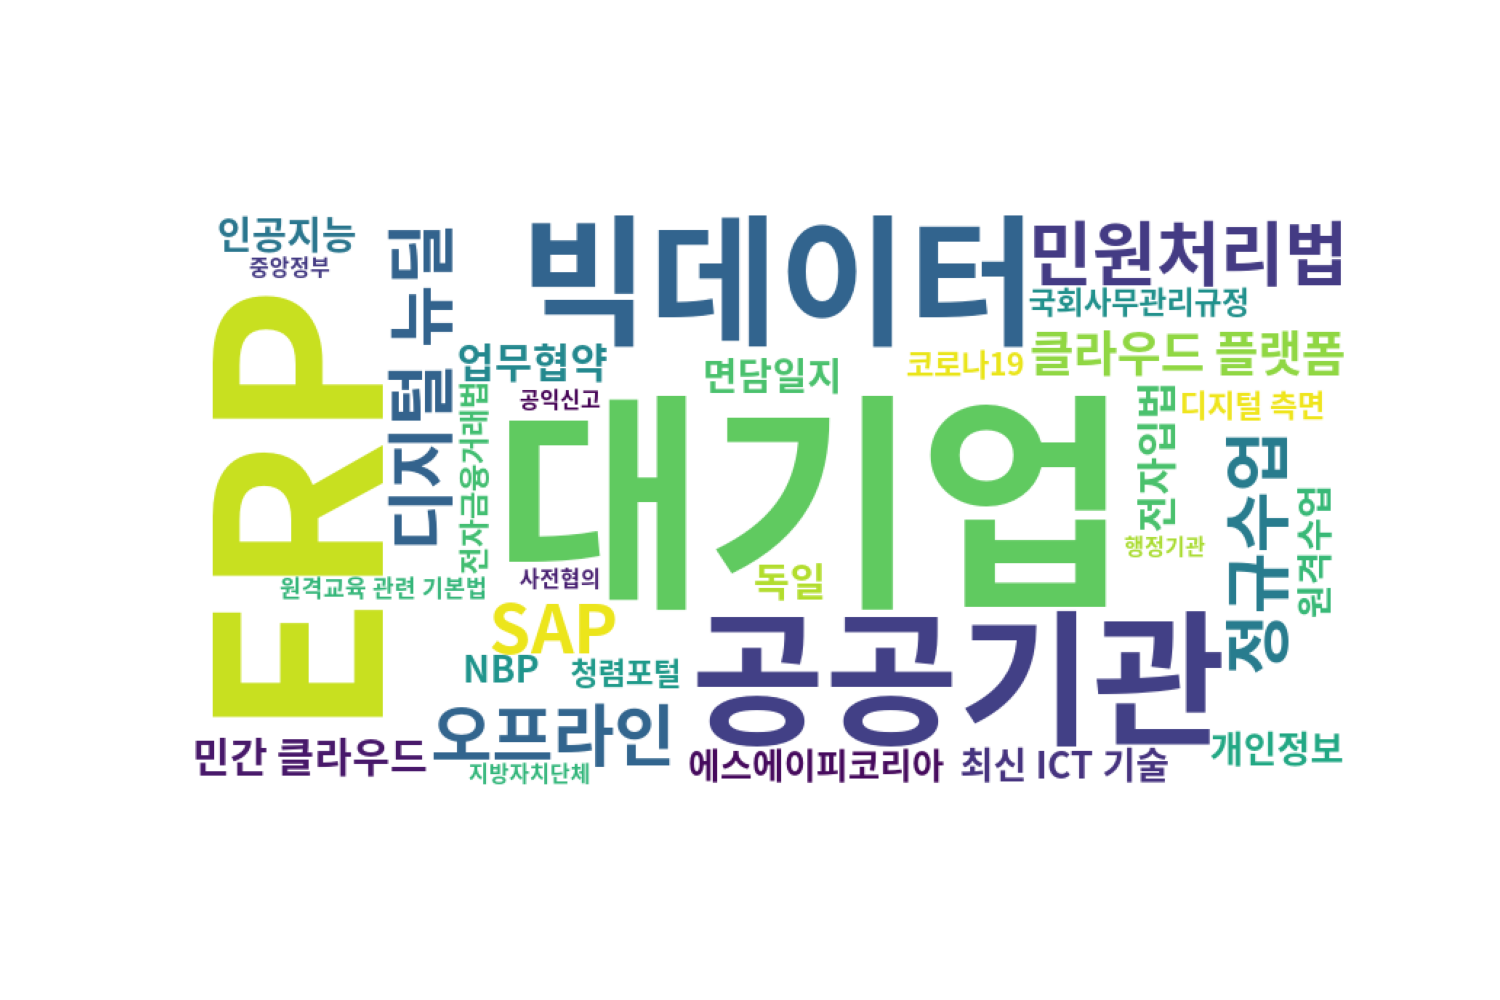 인공지능
중앙정부
ERP
디지털 뉴딜
빅데이터
민원처리법
국회사무관리규정
업무협약
면담일지
코로나19
클라우드 플랫폼
공익신고
전자금융거래법
대기업
전자입법
디지털 측면
정규수업
원격수업
행정기관
원격교육 관련 기본법
사전협의
독일
SAP
NBP
청렴포털
공공기관
오프라인
민간 클라우드
지방자치단체
에스에이피코리아
최신 ICT 기술
개인정보